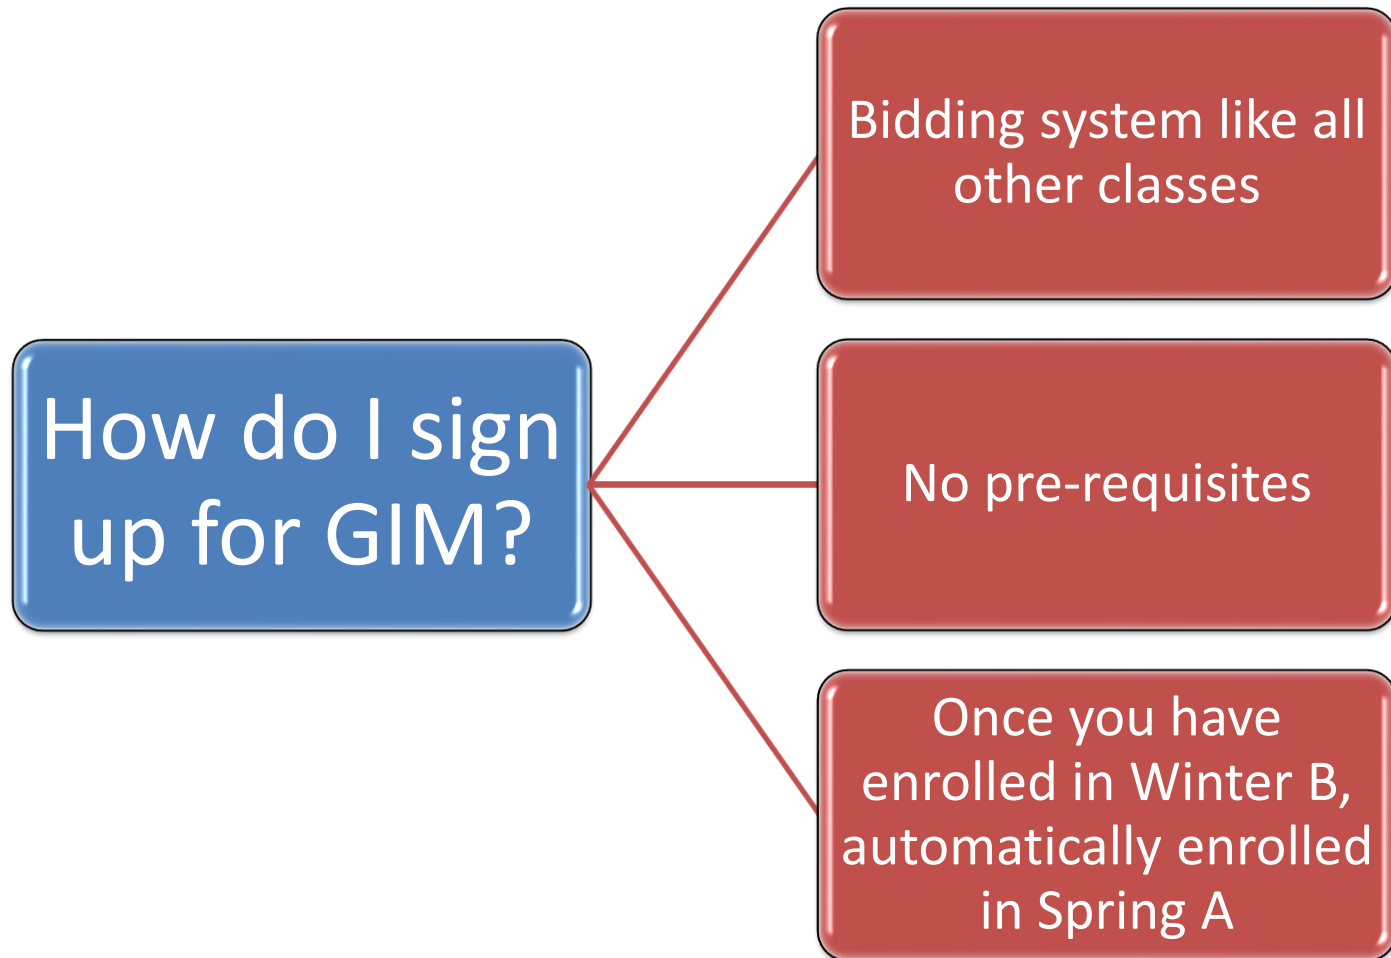 How do I sign
up for GIM?
Bidding system like all
other classes
No pre-requisites
Once you have
enrolled in Winter B,
automatically enrolled
in Spring A